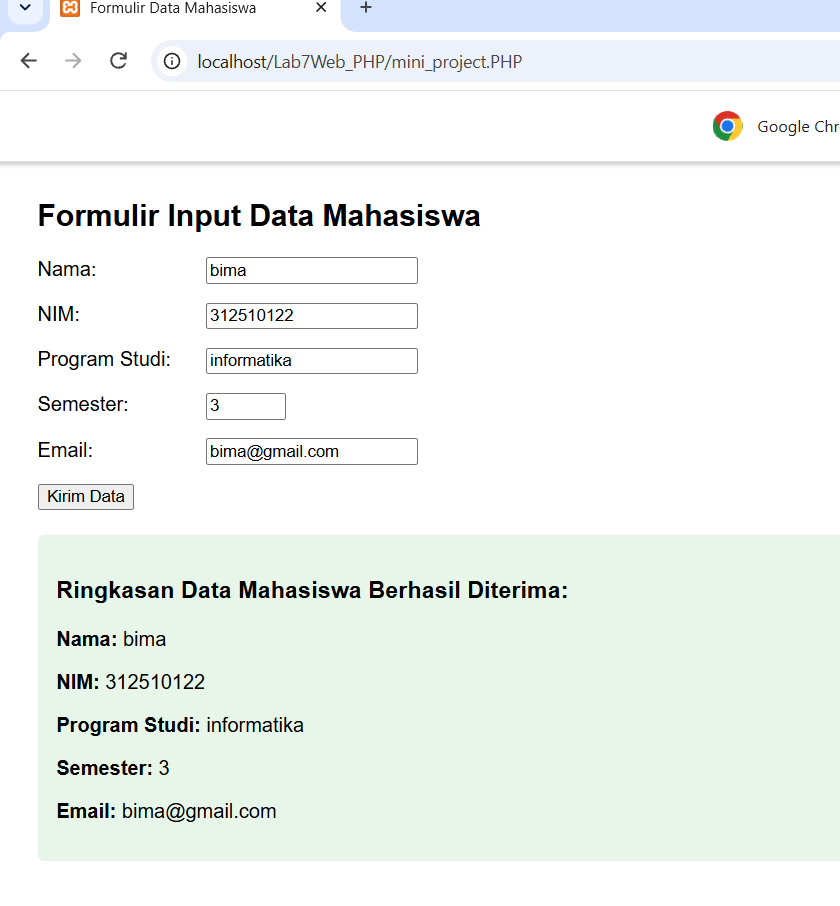 Formulir Data Mahasiswa
localhost/Lab7Web_PHP/mini_project.PHP
Google Chr
Formulir Input Data Mahasiswa
Nama: bima
NIM: 312510122
Program Studi: informatika
Semester: 3
Email: bima@gmail.com
Kirim Data
Ringkasan Data Mahasiswa Berhasil Diterima:
Nama: bima
NIM: 312510122
Program Studi: informatika
Semester: 3
Email: bima@gmail.com